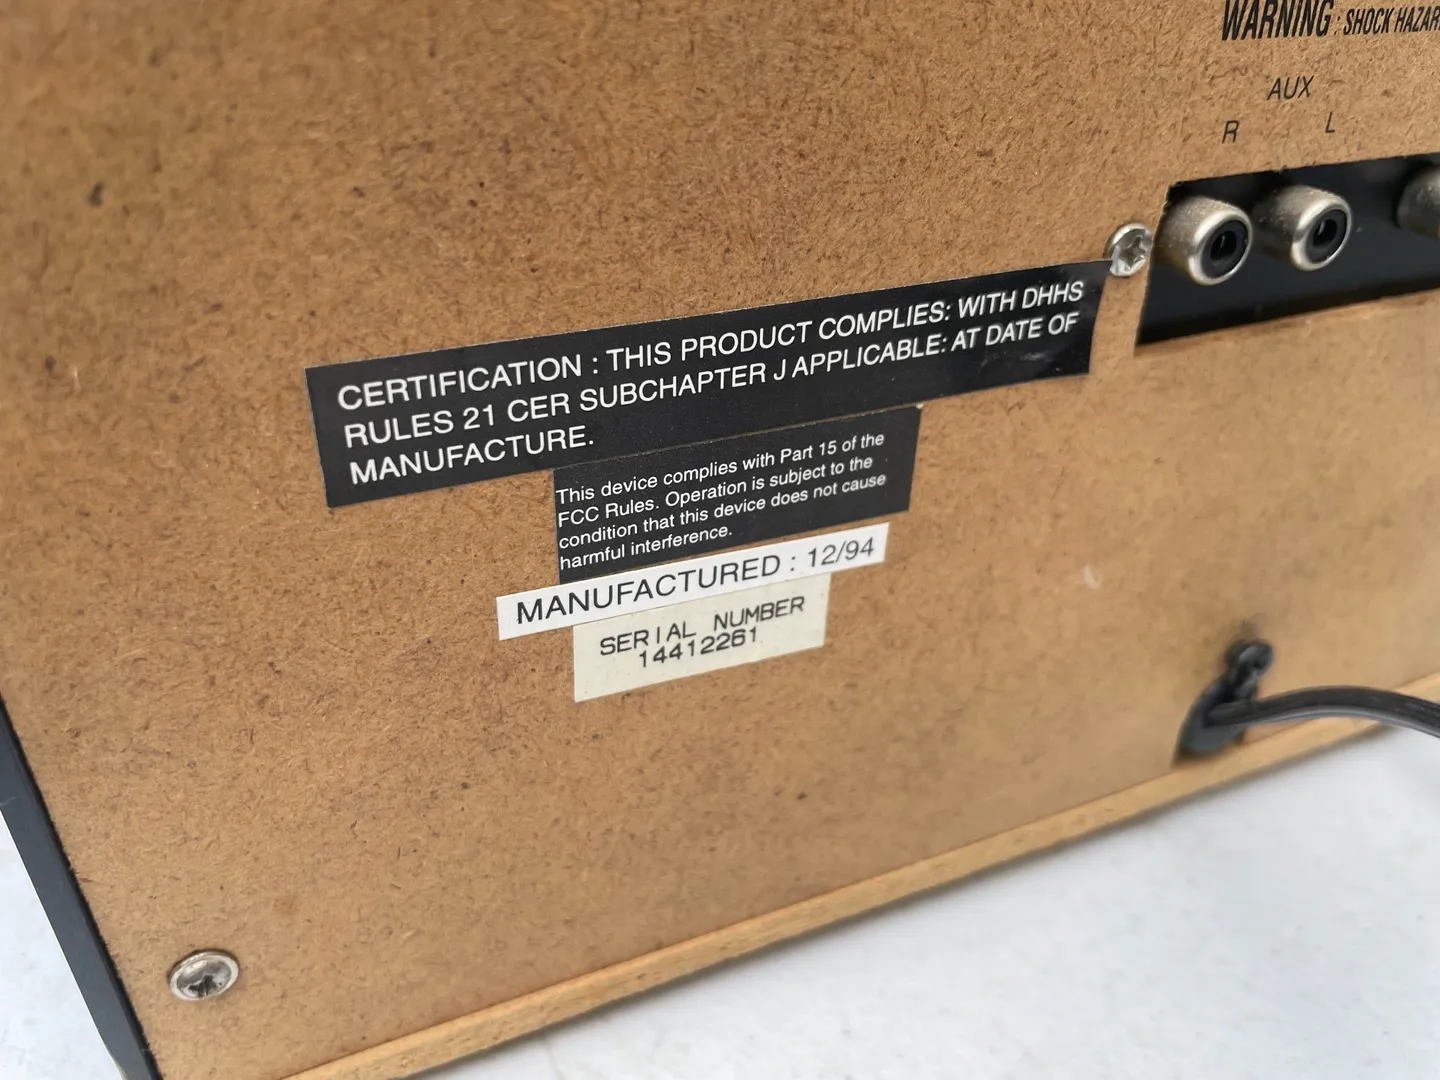 WARNING : SHOCK HAZAR
AUX
R L
CERTIFICATION : THIS PRODUCT COMPLIES: WITH DHHS
RULES 21 CER SUBCHAPTER J APPLICABLE: AT DATE OF
MANUFACTURE.
This device complies with Part 15 of the
FCC Rules. Operation is subject to the
condition that this device does not cause
harmful interference.
MANUFACTURED : 12/94
SERIAL NUMBER
14412261